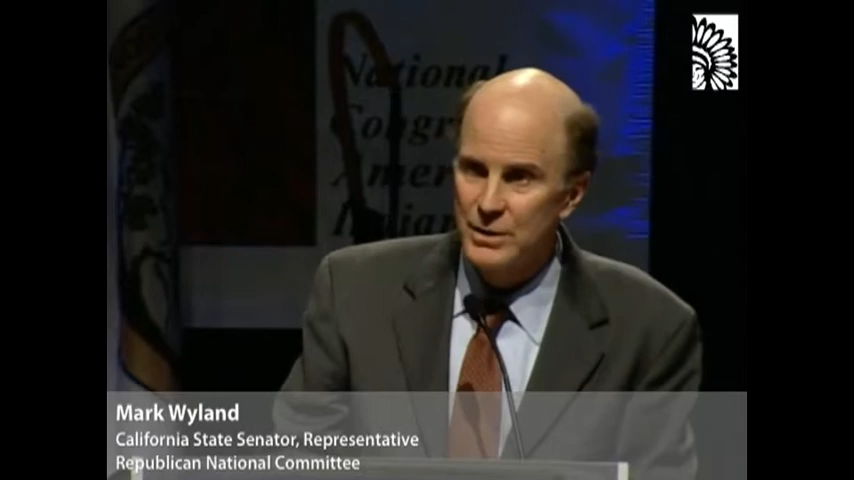 National
Congr
Amer
Indian
Mark Wyland
California State Senator, Representative
Republican National Committee